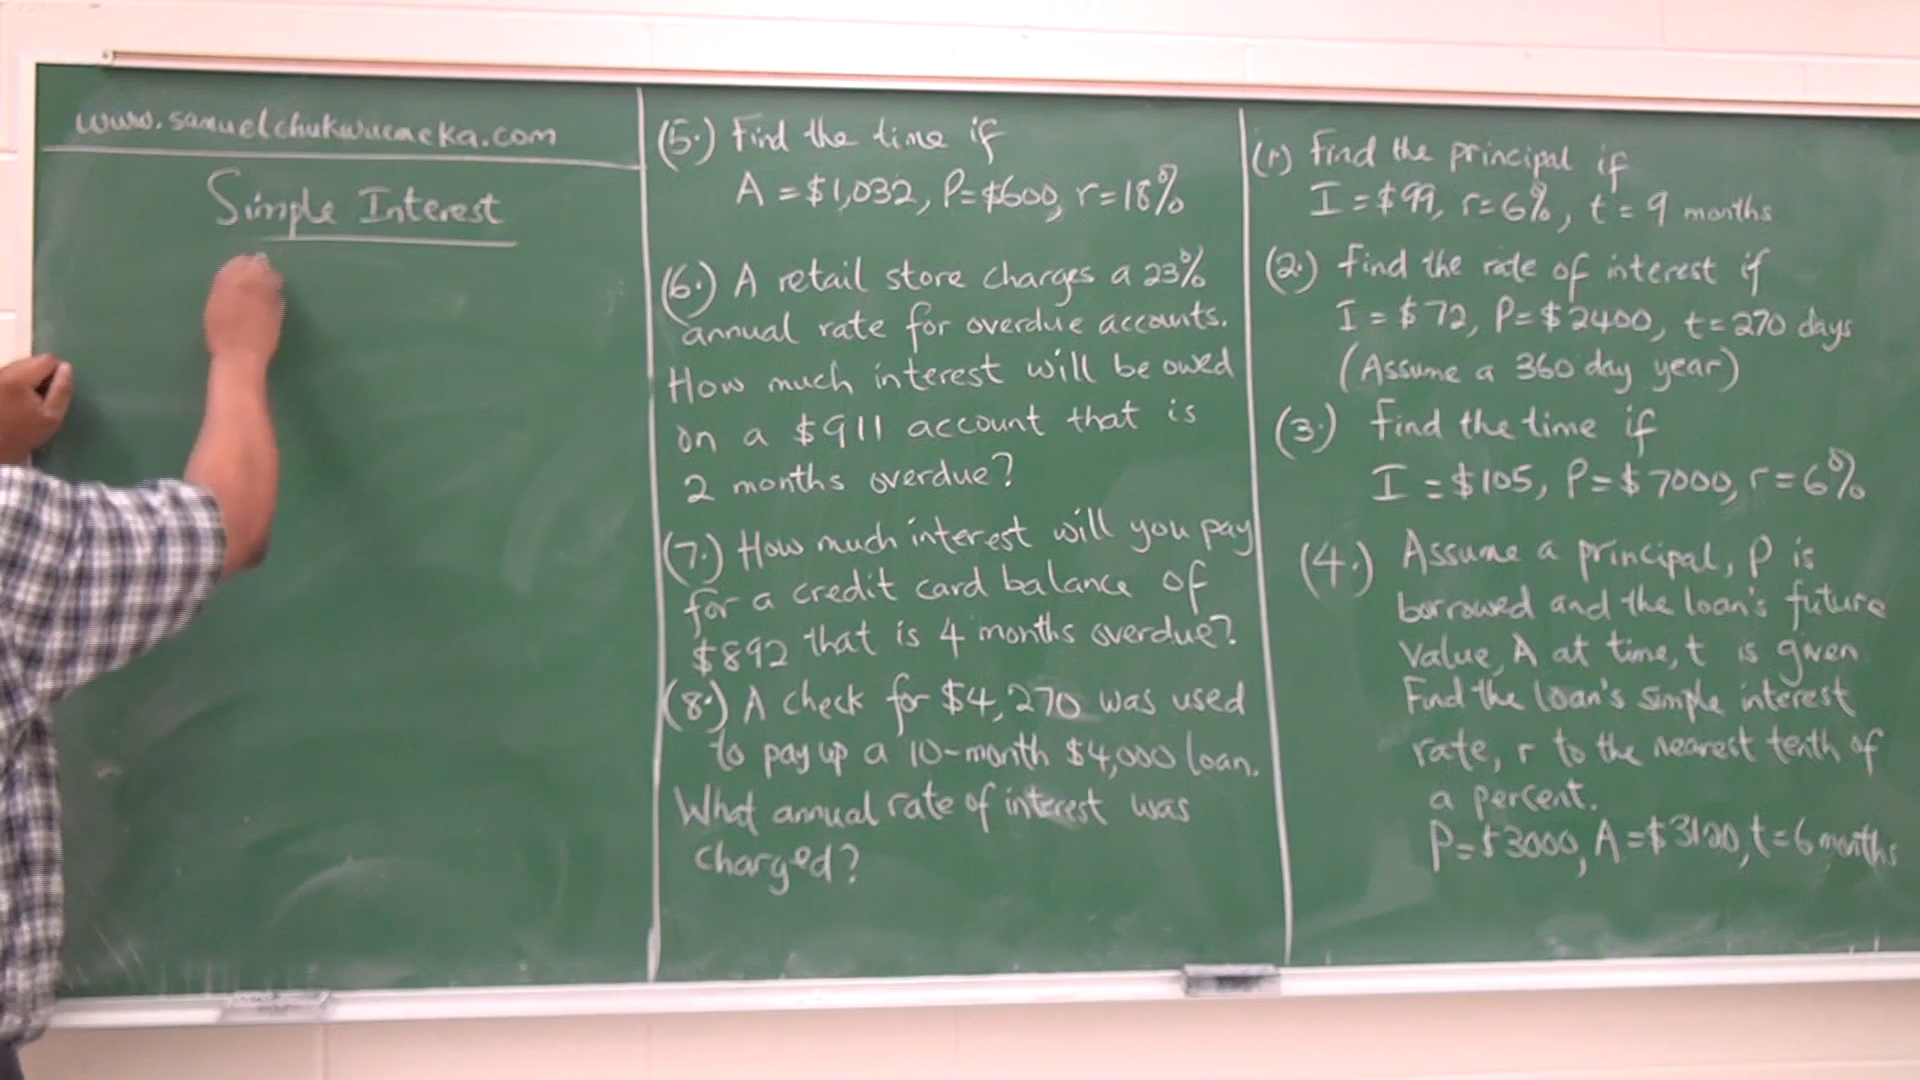 www.samuelchukwuemeka.com
Simple Interest
(5.) Find the time if
A = $1,032, P=$600, r=18%
(6.) A retail store charges a 23%
annual rate for overdue accounts.
How much interest will be owed
on a $911 account that is
2 months overdue?
(7.) How much interest will you pay
for a credit card balance of
$892 that is 4 months overdue?
(8.) A check for $4,270 was used
to pay up a 10-month $4,000 loan.
What annual rate of interest was
charged?
(1) Find the principal if
I = $99, r=6%, t = 9 months
(2.) Find the rate of interest if
I = $72, P=$2400, t=270 days
(Assume a 360 day year)
(3.) Find the time if
I = $105, P=$7000, r=6%
(4.) Assume a principal, P is
borrowed and the loan's future
value, A at time, t is given
Find the loan's simple interest
rate, r to the nearest tenth of
a percent.
P=$3000, A=$3100, t=6 months